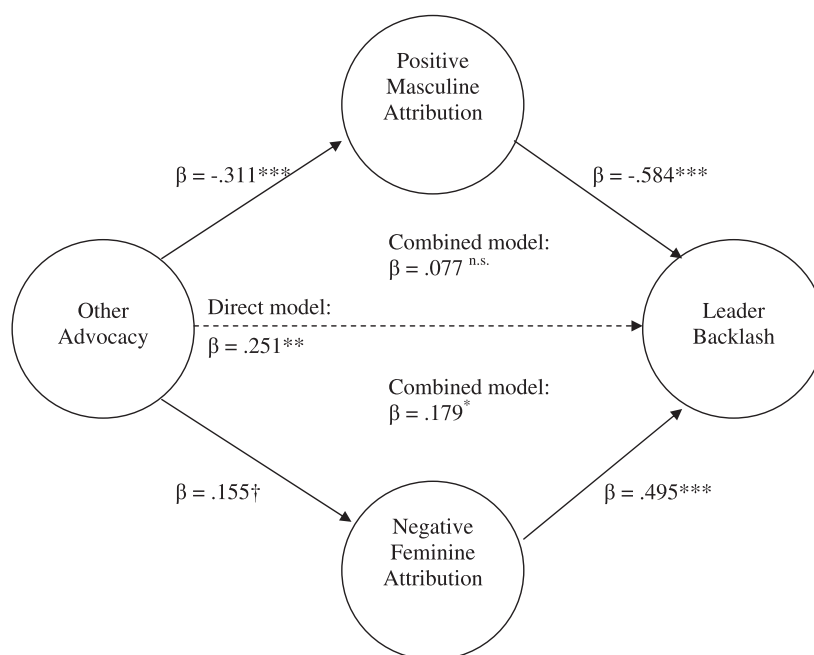 Positive
Masculine
Attribution
β = -.311***
β = -.584***
Combined model:
β = .077 n.s.
Other
Advocacy
Direct model:
β = .251**
Leader
Backlash
Combined model:
β = .179*
β = .155†
β = .495***
Negative
Feminine
Attribution